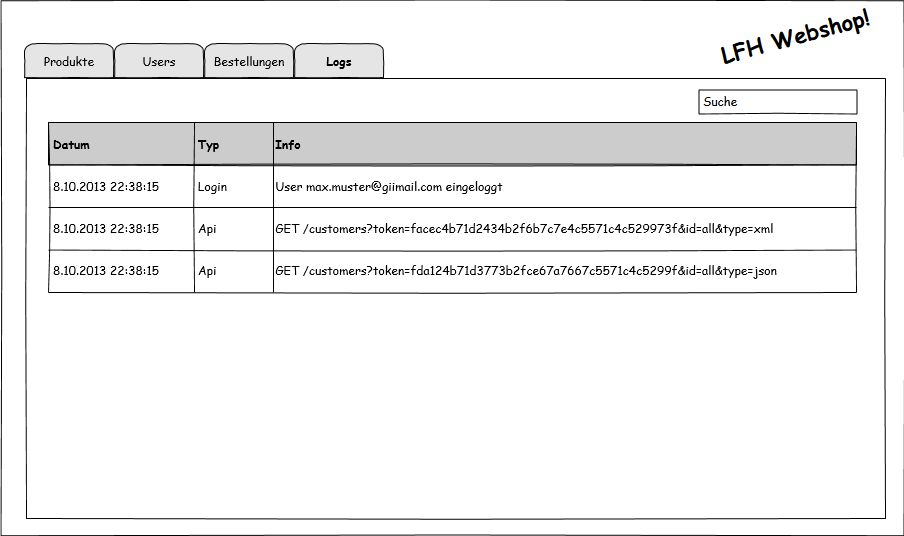 LFH Webshop!
Produkte Users Bestellungen Logs
Suche
Datum Typ Info
8.10.2013 22:38:15 Login User max.muster@giimail.com eingeloggt
8.10.2013 22:38:15 Api GET /customers?token=facec4b71d2434b2f6b7c7e4c5571c4c529973f&id=all&type=xml
8.10.2013 22:38:15 Api GET /customers?token=fda124b71d3773b2fce67a7667c5571c4c5299f&id=all&type=json